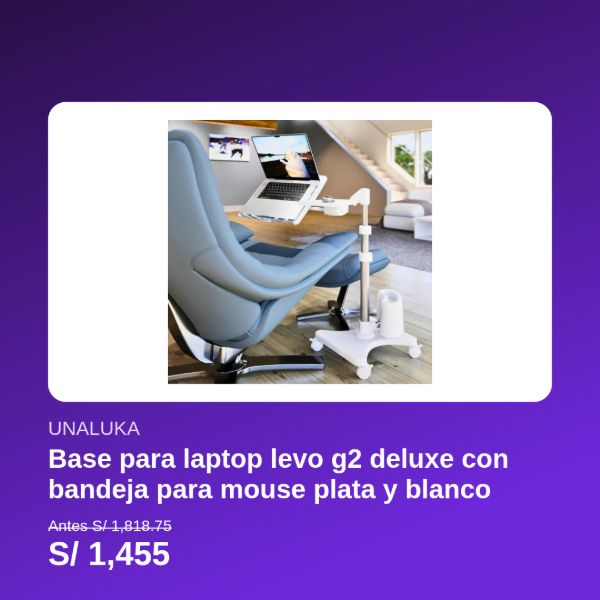 UNALUKA
Base para laptop levo g2 deluxe con
bandeja para mouse plata y blanco
Antes S/ 1,818.75
S/ 1,455